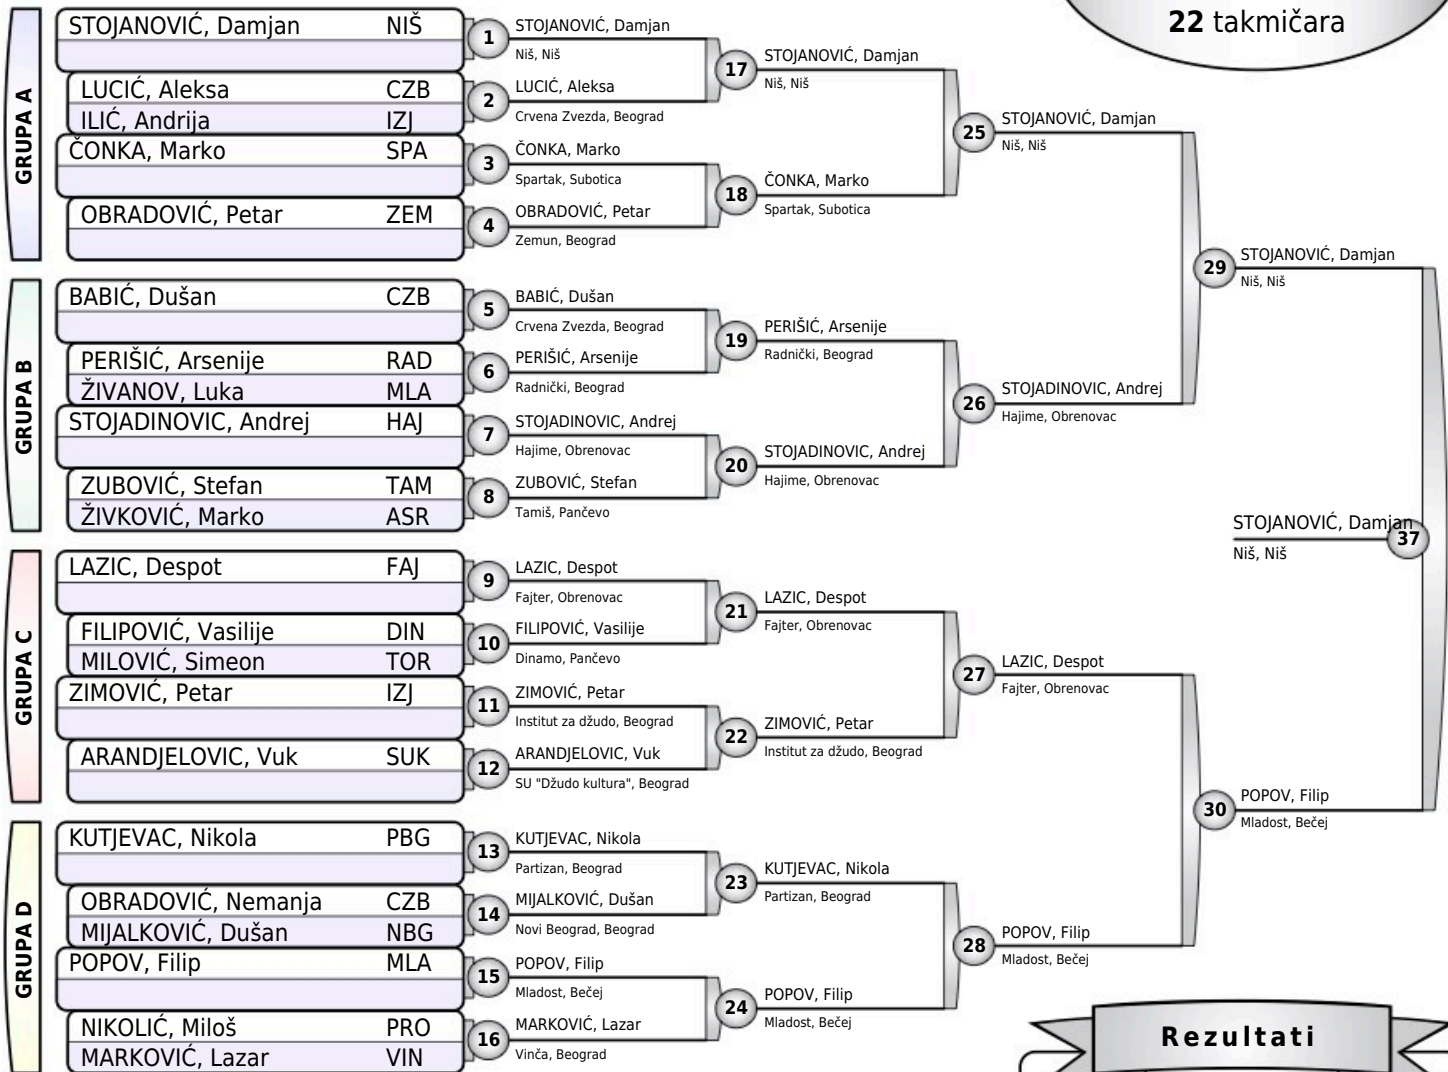 22 takmičara
GRUPA A
STOJANOVIĆ, Damjan NIŠ
LUCIĆ, Aleksa CZB
ILIĆ, Andrija IZJ
ČONKA, Marko SPA
OBRADOVIĆ, Petar ZEM
GRUPA B
BABIĆ, Dušan CZB
PERIŠIĆ, Arsenije RAD
ŽIVANOV, Luka MLA
STOJADINOVIC, Andrej HAJ
ZUBOVIĆ, Stefan TAM
ŽIVKOVIĆ, Marko ASR
GRUPA C
LAZIC, Despot FAJ
FILIPOVIĆ, Vasilije DIN
MILOVIĆ, Simeon TOR
ZIMOVIĆ, Petar IZJ
ARANDJELOVIC, Vuk SUK
GRUPA D
KUTJEVAC, Nikola PBG
OBRADOVIĆ, Nemanja CZB
MIJALKOVIĆ, Dušan NBG
POPOV, Filip MLA
NIKOLIĆ, Miloš PRO
MARKOVIĆ, Lazar VIN
1 STOJANOVIĆ, Damjan
Niš, Niš
2 LUCIĆ, Aleksa
Crvena Zvezda, Beograd
3 ČONKA, Marko
Spartak, Subotica
4 OBRADOVIĆ, Petar
Zemun, Beograd
5 BABIĆ, Dušan
Crvena Zvezda, Beograd
6 PERIŠIĆ, Arsenije
Radnički, Beograd
7 STOJADINOVIC, Andrej
Hajime, Obrenovac
8 ZUBOVIĆ, Stefan
Tamiš, Pančevo
9 LAZIC, Despot
Fajter, Obrenovac
10 FILIPOVIĆ, Vasilije
Dinamo, Pančevo
11 ZIMOVIĆ, Petar
Institut za džudo, Beograd
12 ARANDJELOVIC, Vuk
SU "Džudo kultura", Beograd
13 KUTJEVAC, Nikola
Partizan, Beograd
14 MIJALKOVIĆ, Dušan
Novi Beograd, Beograd
15 POPOV, Filip
Mladost, Bečej
16 MARKOVIĆ, Lazar
Vinča, Beograd
17 STOJANOVIĆ, Damjan
Niš, Niš
18 ČONKA, Marko
Spartak, Subotica
19 PERIŠIĆ, Arsenije
Radnički, Beograd
20 STOJADINOVIC, Andrej
Hajime, Obrenovac
21 LAZIC, Despot
Fajter, Obrenovac
22 ZIMOVIĆ, Petar
Institut za džudo, Beograd
23 KUTJEVAC, Nikola
Partizan, Beograd
24 POPOV, Filip
Mladost, Bečej
25 STOJANOVIĆ, Damjan
Niš, Niš
26 STOJADINOVIC, Andrej
Hajime, Obrenovac
27 LAZIC, Despot
Fajter, Obrenovac
28 POPOV, Filip
Mladost, Bečej
29 STOJANOVIĆ, Damjan
Niš, Niš
30 POPOV, Filip
Mladost, Bečej
STOJANOVIĆ, Damjan 37
Niš, Niš
Rezultati